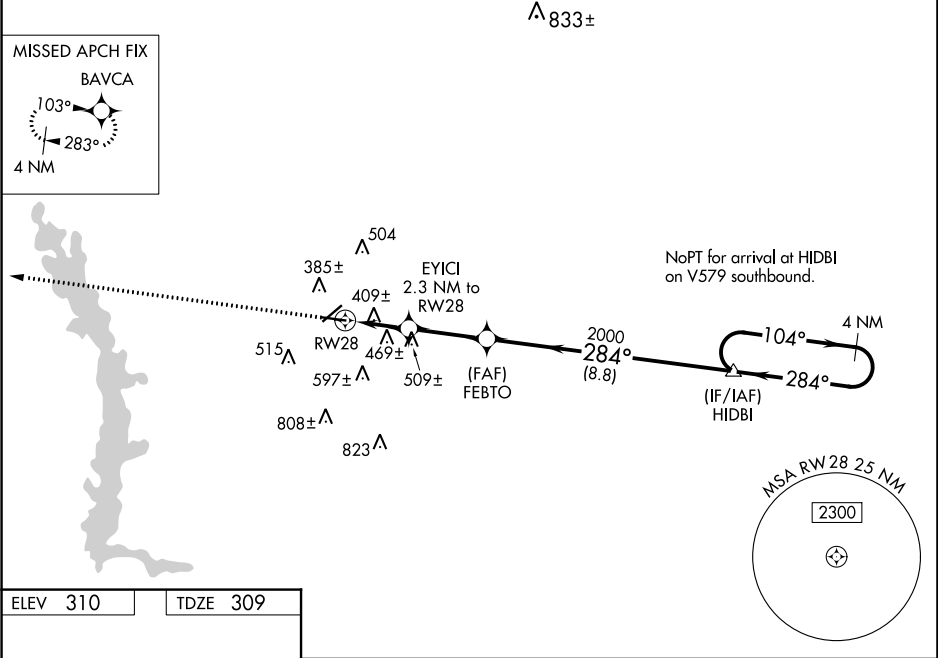 833±
MISSED APCH FIX
BAVCA
103°
283°
4 NM
504
385±
EYICI
2.3 NM to
RW28
409±
RW28
469±
509±
515
597±
808±
823
(FAF)
FEBTO
2000
284°
(8.8)
NoPT for arrival at HIDBI
on V579 southbound.
104°
4 NM
284°
(IF/IAF)
HIDBI
MSA RW28 25 NM
2300
ELEV 310
TDZE 309